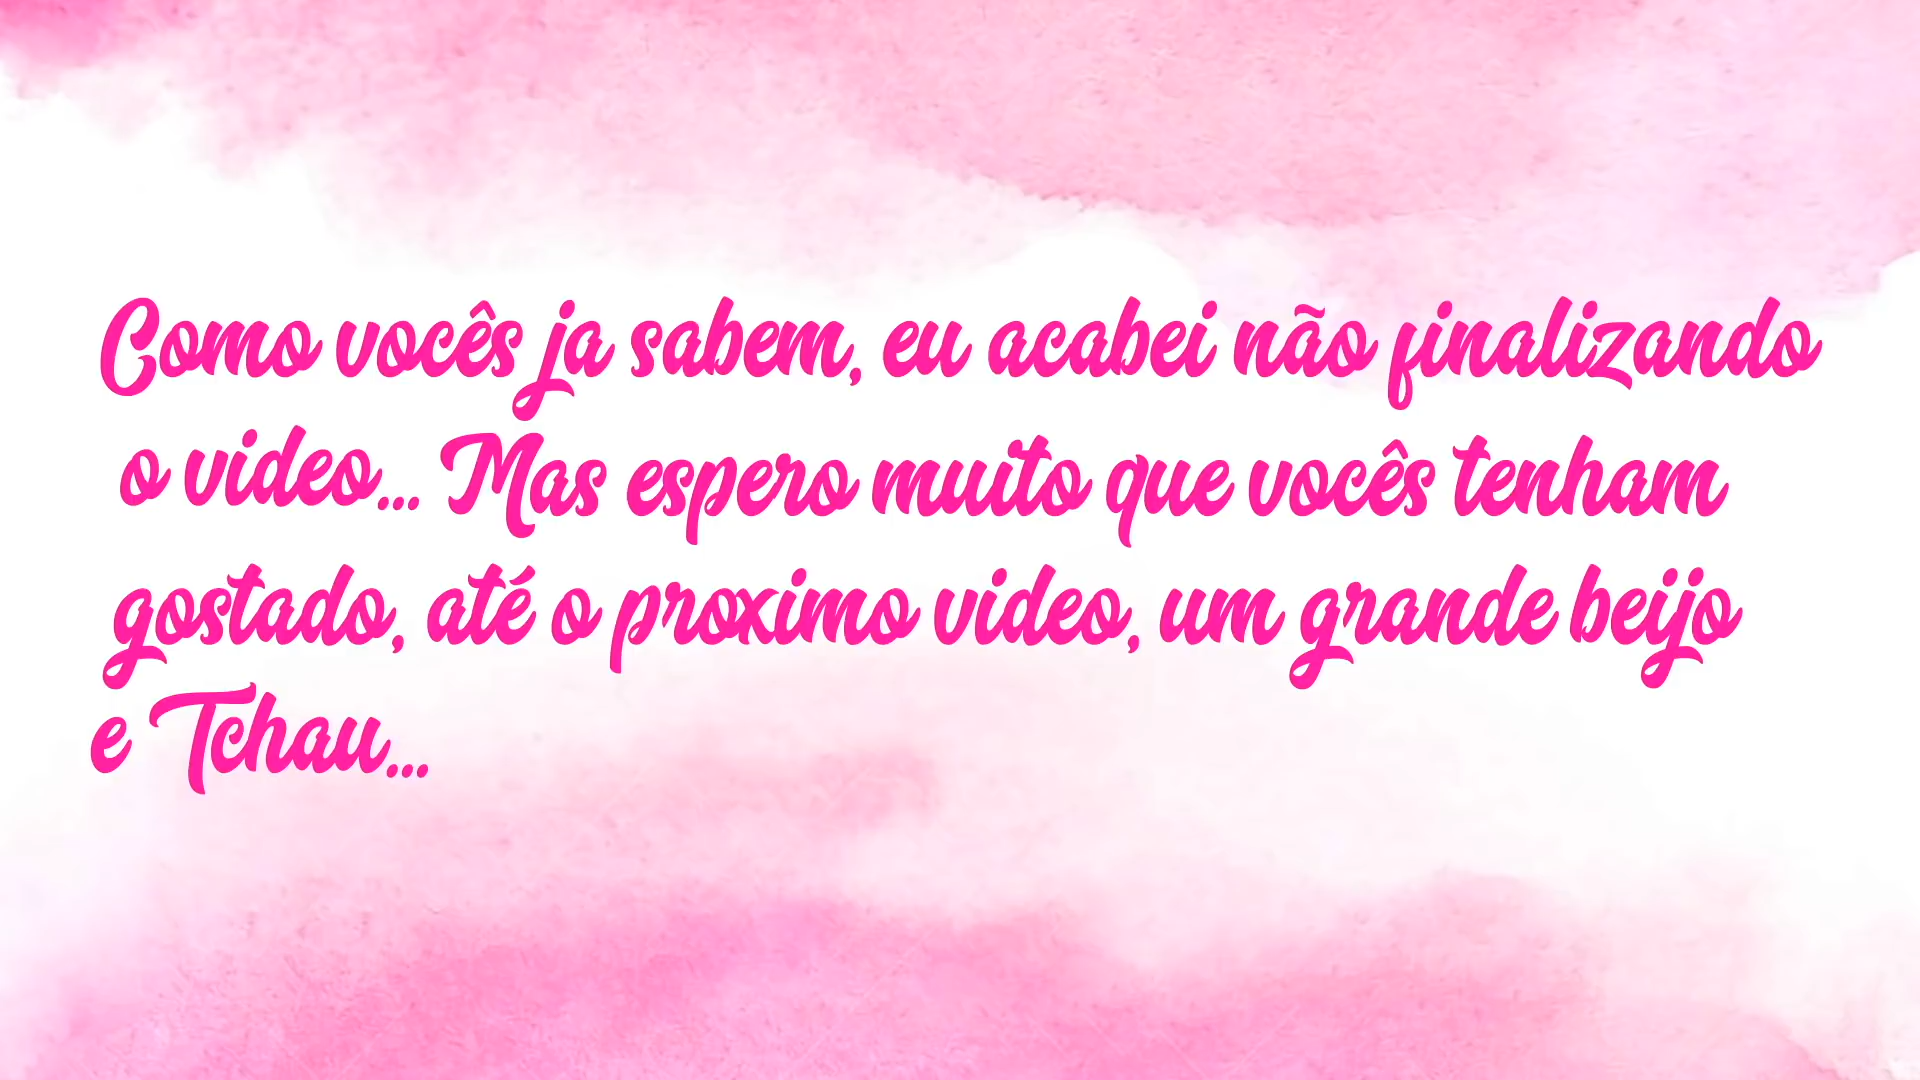 Como vocês ja sabem, eu acabei não finalizando
o video... Mas espero muito que vocês tenham
gostado, até o proximo video, um grande beijo
e Tchau...